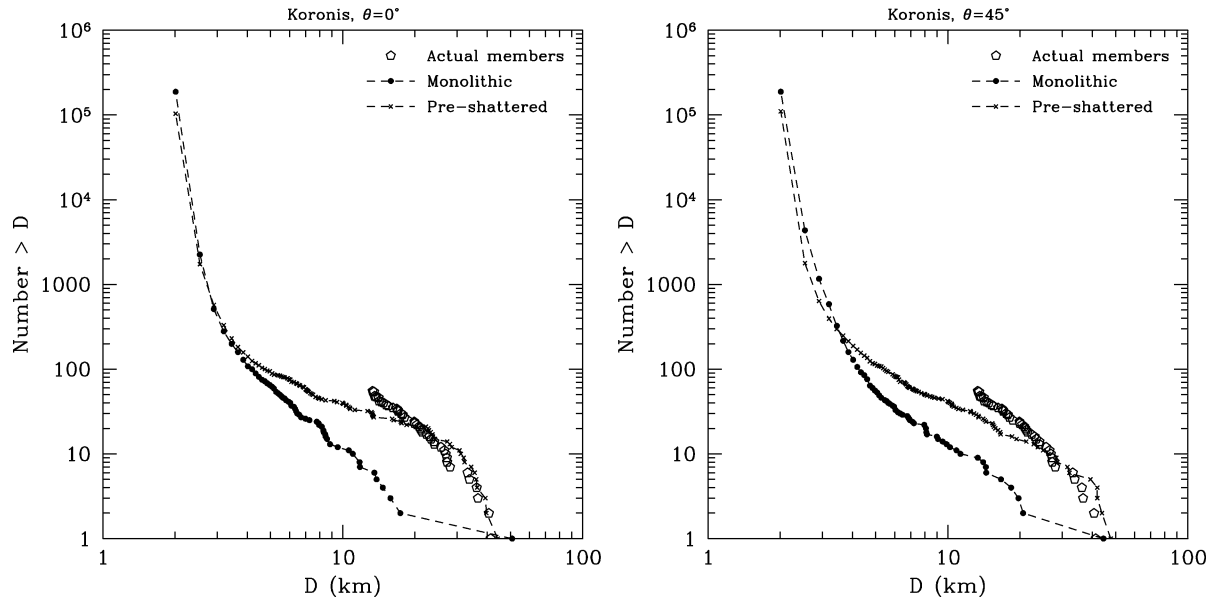 Koronis, θ=0°
10⁶
10⁵
10⁴
1000
100
10
1
Number > D
Actual members
Monolithic
Pre-shattered
1
10
100
D (km)
Koronis, θ=45°
10⁶
10⁵
10⁴
1000
100
10
1
Number > D
Actual members
Monolithic
Pre-shattered
1
10
100
D (km)